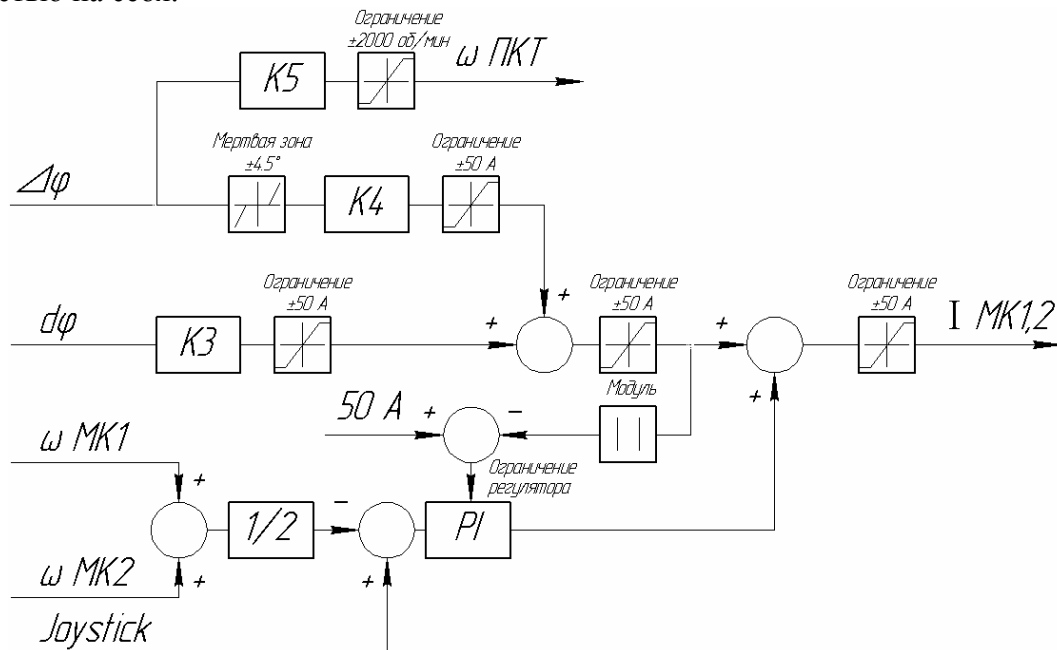 Ограничение
±2000 об/мин
K5
ω ПКТ
Мертвая зона
±4.5°
Ограничение
±50 А
Δφ
K4
Ограничение
±50 А
Ограничение
±50 А
Ограничение
±50 А
+
dφ
K3
+
+
I МК1,2
Модуль
50 А
+
−
| |
+
ω МК1
Ограничение
регулятора
+
−
1/2
PI
ω МК2
+
+
Joystick